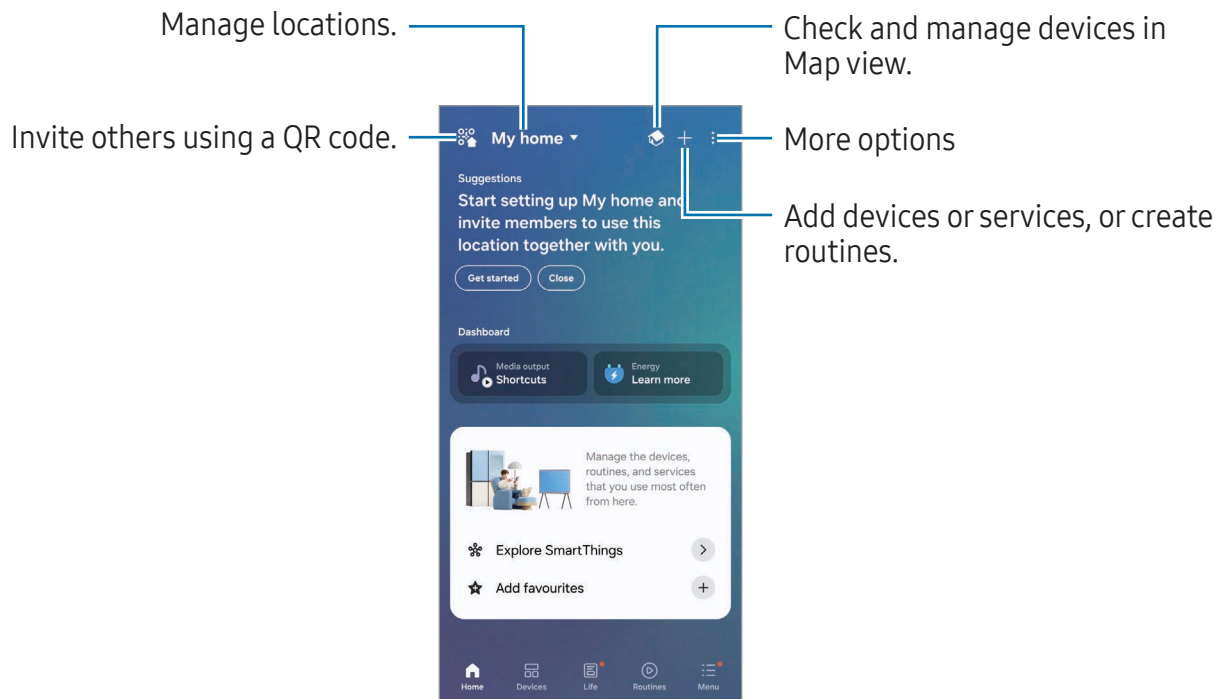 Manage locations.
Check and manage devices in
Map view.
Invite others using a QR code.
My home
More options
Add devices or services, or create
routines.
Suggestions
Start setting up My home and
invite members to use this
location together with you.
Get started
Close
Dashboard
Media output
Shortcuts
Energy
Learn more
Manage the devices,
routines, and services
that you use most often
from here.
Explore SmartThings
Add favourites
Home
Devices
Life
Routines
Menu